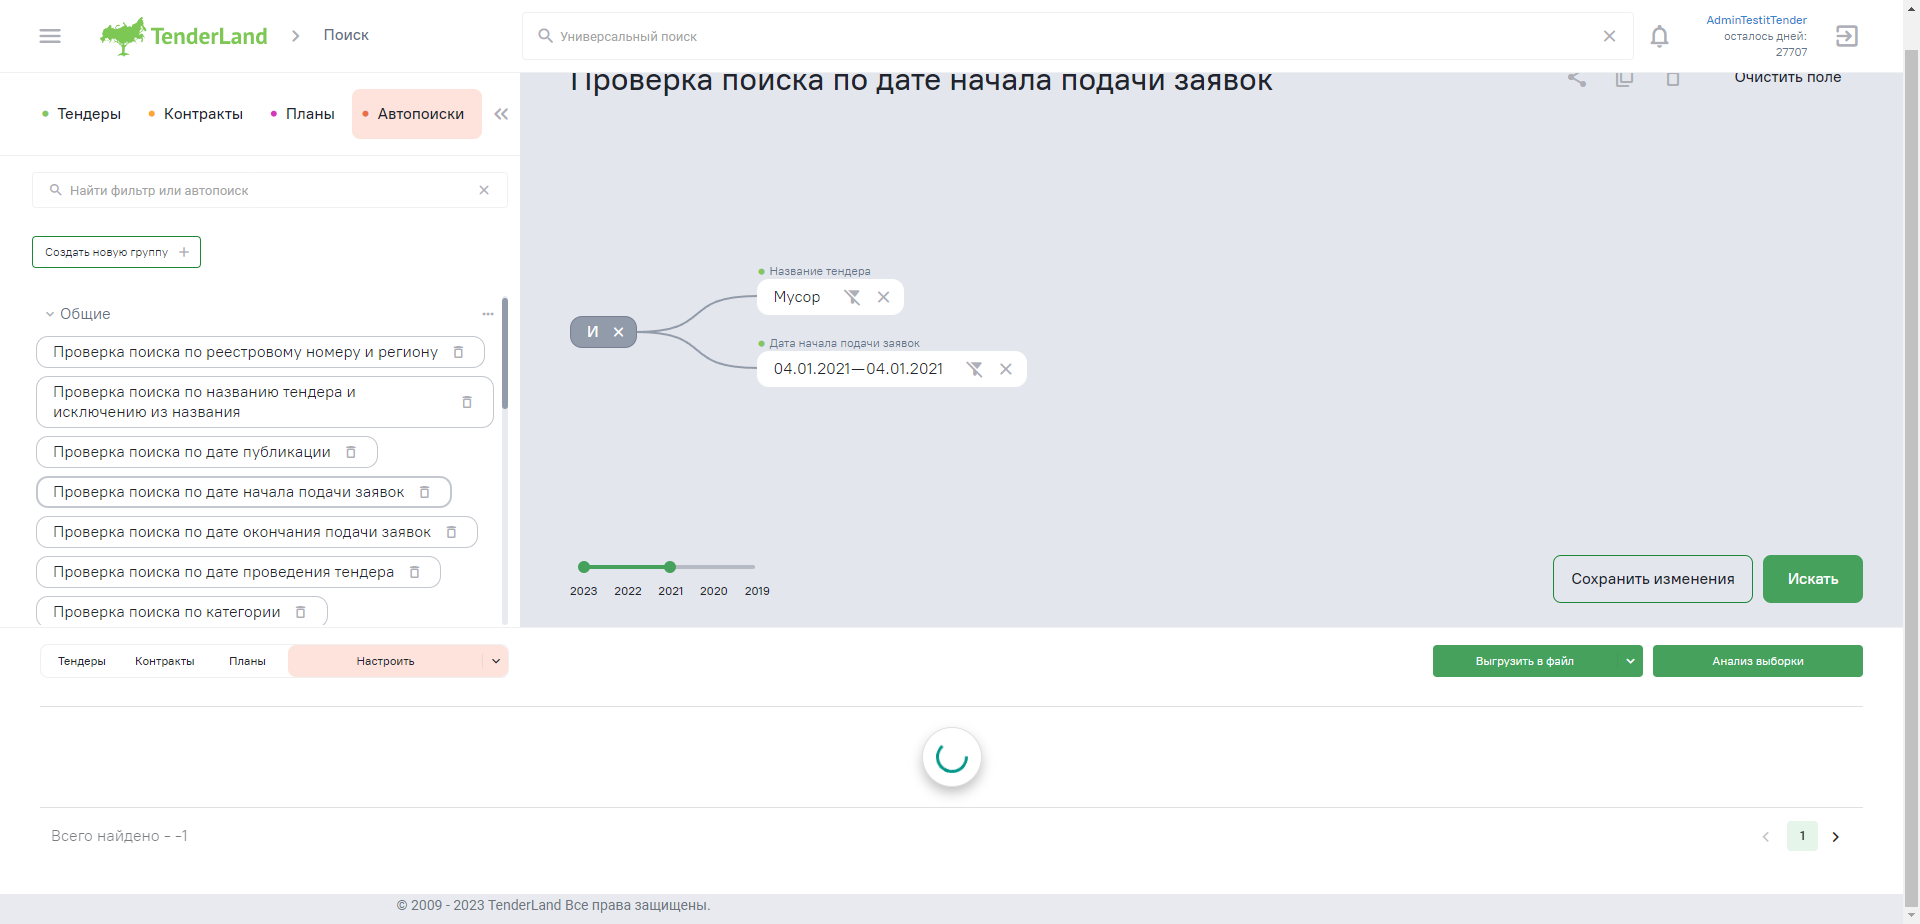 TenderLand
Поиск
Универсальный поиск
AdminTestitTender
осталось дней:
27707
Тендеры
Контракты
Планы
Автопоиски
Проверка поиска по дате начала подачи заявок
Очистить поле
Найти фильтр или автопоиск
Создать новую группу
Общие
Проверка поиска по реестровому номеру и региону
Проверка поиска по названию тендера и
исключению из названия
Проверка поиска по дате публикации
Проверка поиска по дате начала подачи заявок
Проверка поиска по дате окончания подачи заявок
Проверка поиска по дате проведения тендера
Проверка поиска по категории
И
Название тендера
Мусор
Дата начала подачи заявок
04.01.2021—04.01.2021
2023 2022 2021 2020 2019
Сохранить изменения
Искать
Тендеры
Контракты
Планы
Настроить
Выгрузить в файл
Анализ выборки
Всего найдено - -1
1
© 2009 - 2023 TenderLand Все права защищены.